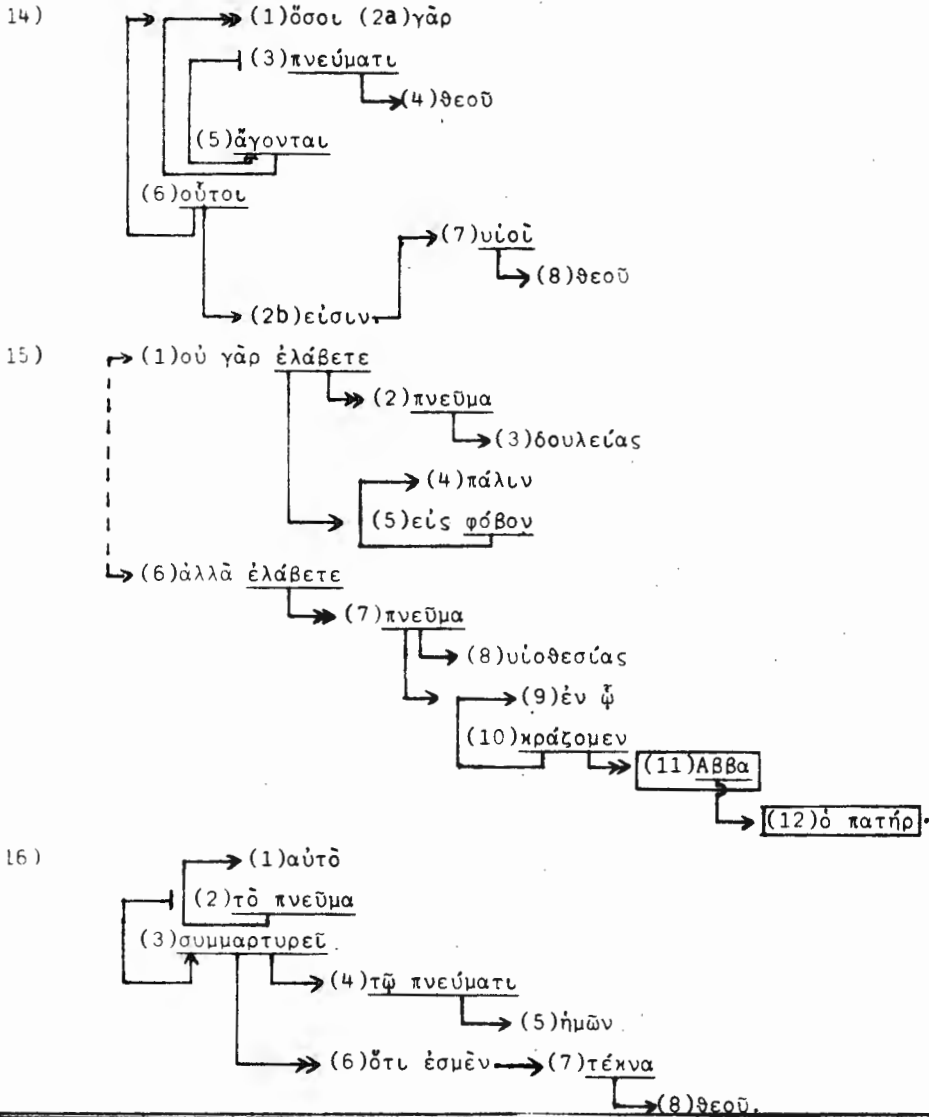 14) (1)ὅσοι (2a)γὰρ
(3)πνεύματι
(4)θεοῦ
(5)ἄγονται
(6)οὗτοι
(7)υἱοὶ
(8)θεοῦ
(2b)εἰσιν.
15) (1)οὐ γὰρ ἐλάβετε
(2)πνεῦμα
(3)δουλείας
(4)πάλιν
(5)εἰς φόβον
(6)ἀλλὰ ἐλάβετε
(7)πνεῦμα
(8)υἱοθεσίας
(9)ἐν ᾧ
(10)κράζομεν
(11)Αββα
(12)ὁ πατήρ.
16) (1)αὐτὸ
(2)τὸ πνεῦμα
(3)συμμαρτυρεῖ
(4)τῷ πνεύματι
(5)ἡμῶν
(6)ὅτι ἐσμὲν (7)τέκνα
(8)θεοῦ.